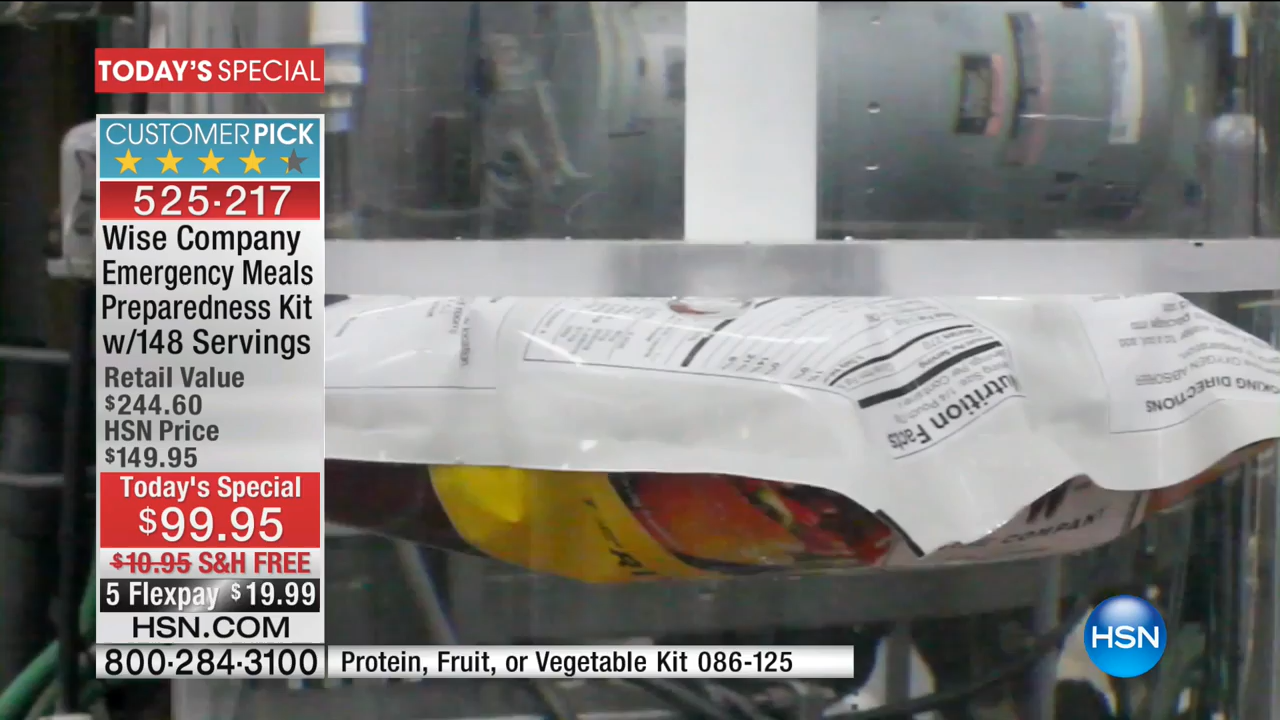 TODAY'S SPECIAL
CUSTOMER PICK
525·217
Wise Company
Emergency Meals
Preparedness Kit
w/148 Servings
Retail Value
$244.60
HSN Price
$149.95
Today's Special
$99.95
$10.95 S&H FREE
5 Flexpay $19.99
HSN.COM
800·284·3100
Protein, Fruit, or Vegetable Kit 086-125
HSN
Nutrition Facts
KING DIRECTIONS
COMPANY